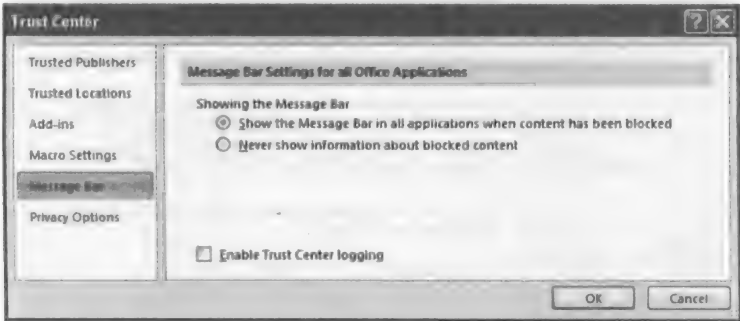 Trust Center
Trusted Publishers
Trusted Locations
Add-ins
Macro Settings
Message Bar
Privacy Options
Message Bar Settings for all Office Applications
Showing the Message Bar
Show the Message Bar in all applications when content has been blocked
Never show information about blocked content
Enable Trust Center logging
OK
Cancel